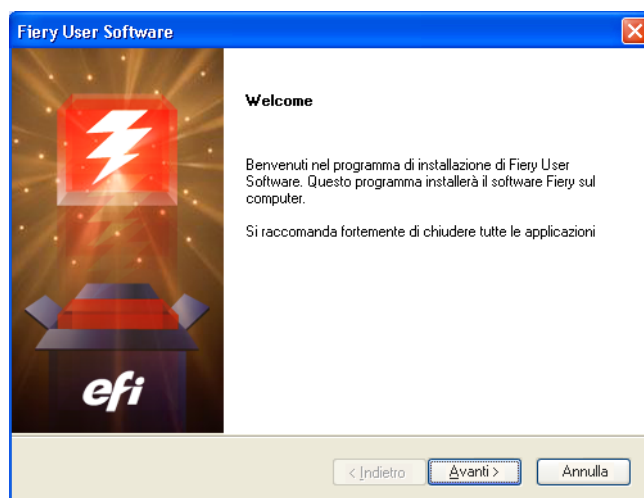 Fiery User Software
Welcome
Benvenuti nel programma di installazione di Fiery User
Software. Questo programma installerà il software Fiery sul
computer.
Si raccomanda fortemente di chiudere tutte le applicazioni
efi
< Indietro
Avanti >
Annulla